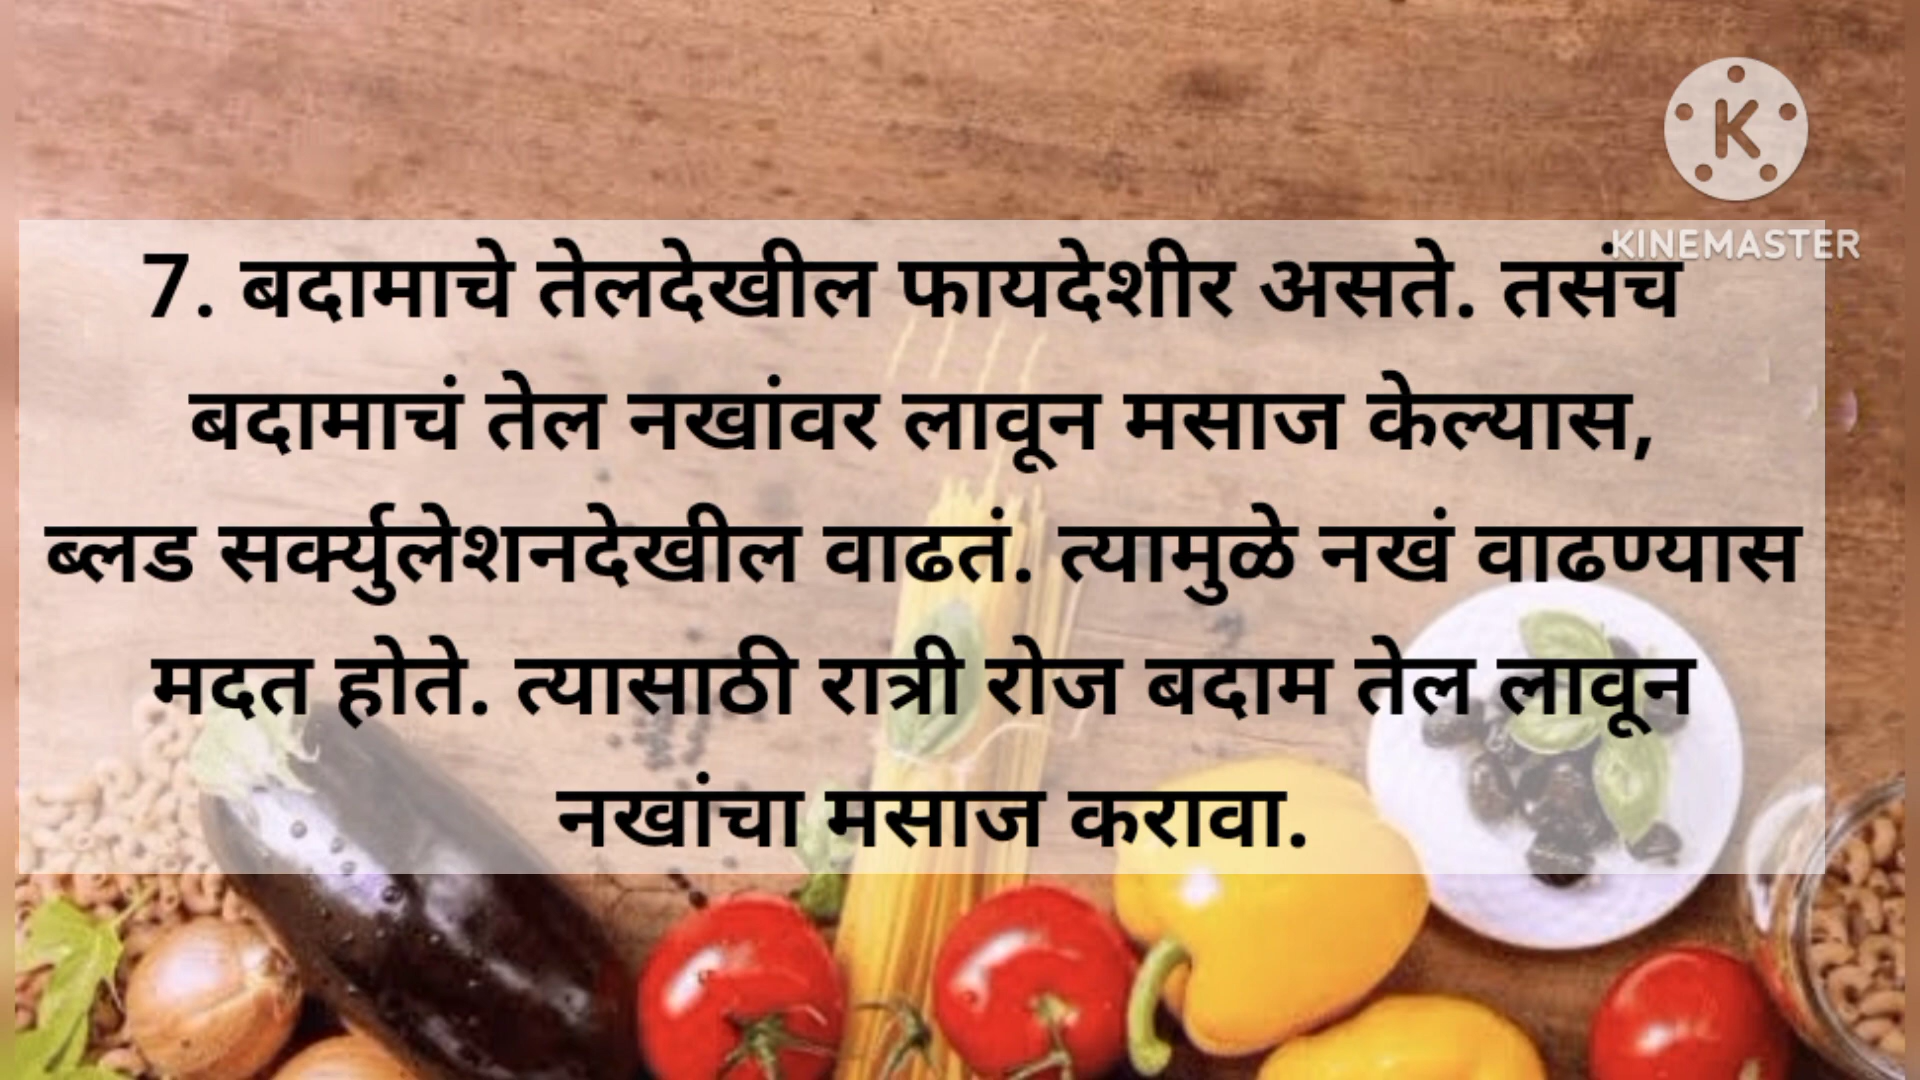 K
KINEMASTER
7. बदामाचे तेलदेखील फायदेशीर असते. तसंच
बदामाचं तेल नखांवर लावून मसाज केल्यास,
ब्लड सर्क्युलेशनदेखील वाढतं. त्यामुळे नखं वाढण्यास
मदत होते. त्यासाठी रात्री रोज बदाम तेल लावून
नखांचा मसाज करावा.